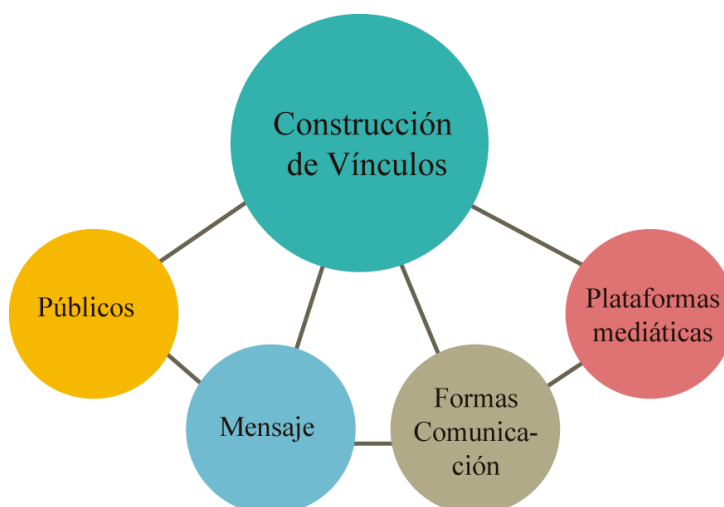 Construcción
de Vínculos
Públicos
Plataformas
mediáticas
Mensaje
Formas
Comunica-
ción